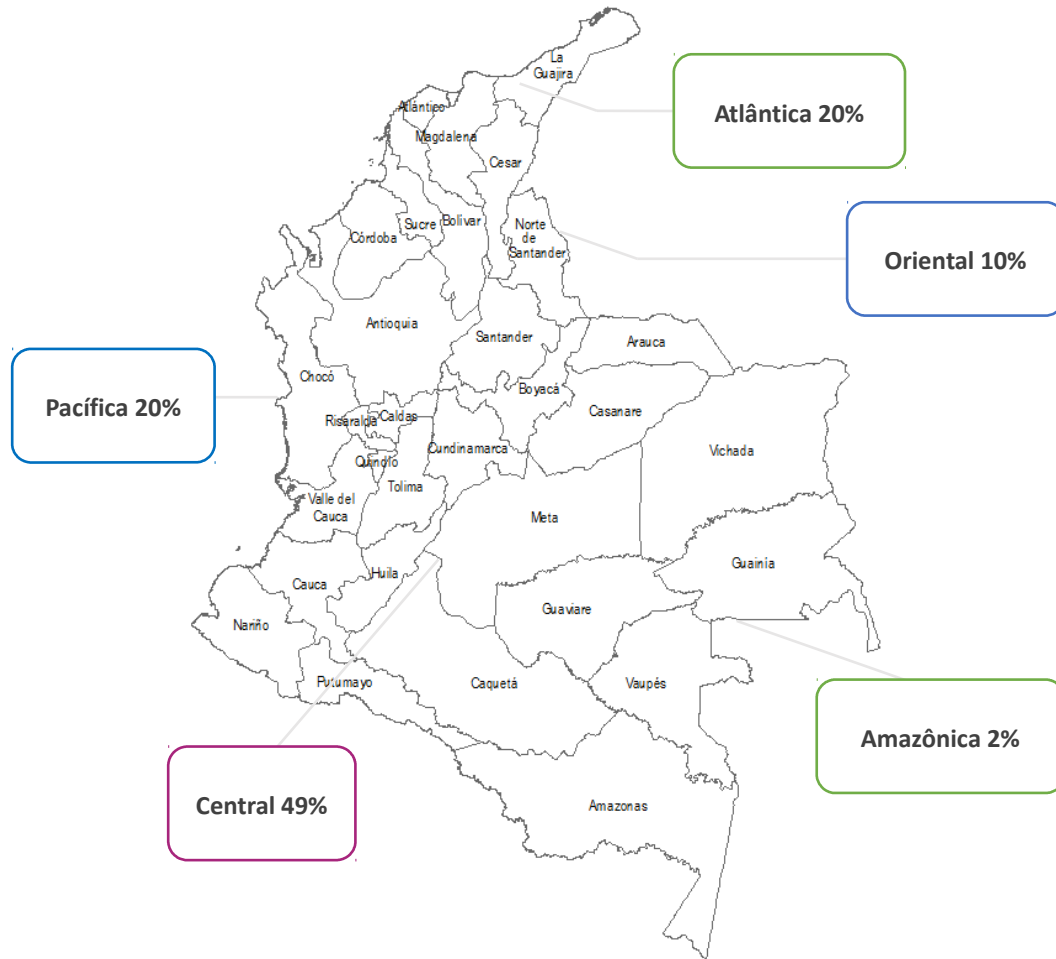 La
Guajira
Atlântica 20%
Atlántico
Magdalena
Cesar
Sucre
Bolivar
Norte
de
Santander
Córdoba
Oriental 10%
Antioquia
Santander
Arauca
Chocó
Boyacá
Pacífica 20%
Risaralda
Caldas
Casanare
Cundinamarca
Vichada
Quindío
Tolima
Valle del
Cauca
Meta
Guainía
Huila
Cauca
Guaviare
Nariño
Putumayo
Caquetá
Vaupés
Amazônica 2%
Central 49%
Amazonas